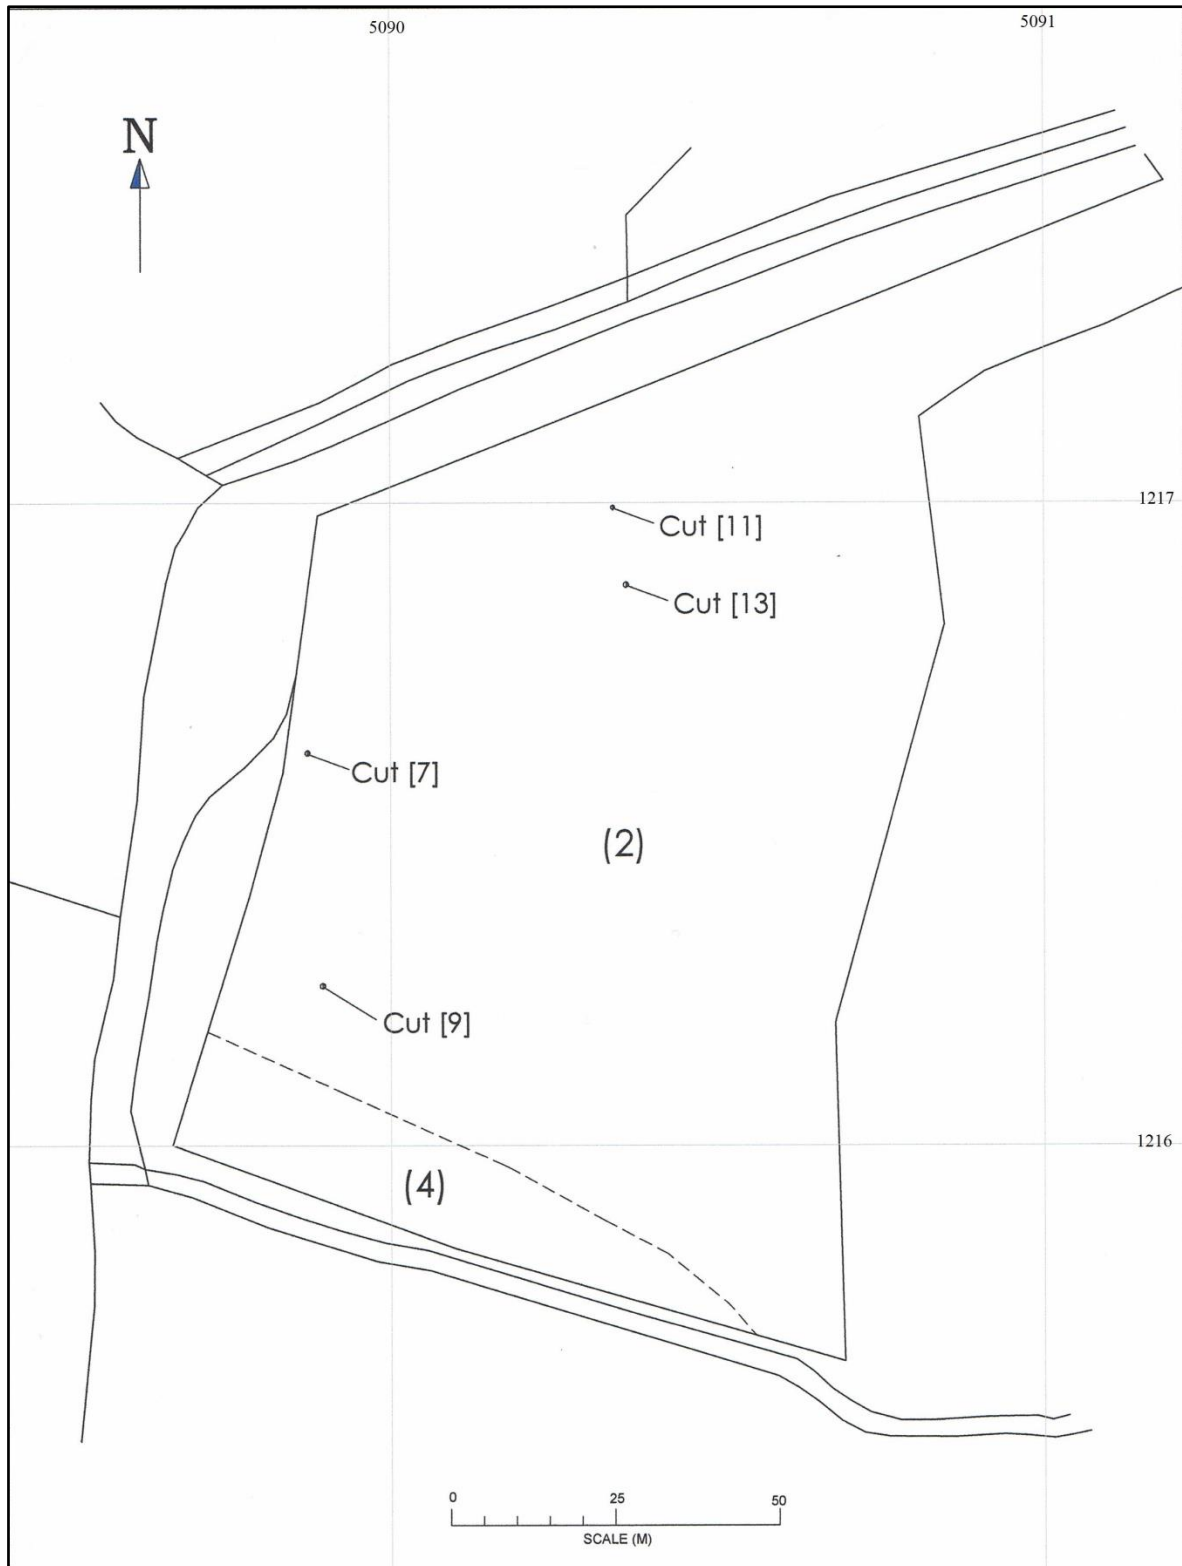 5090
5091
N
1217
Cut [11]
Cut [13]
Cut [7]
(2)
Cut [9]
1216
(4)
0 25 50
SCALE (M)